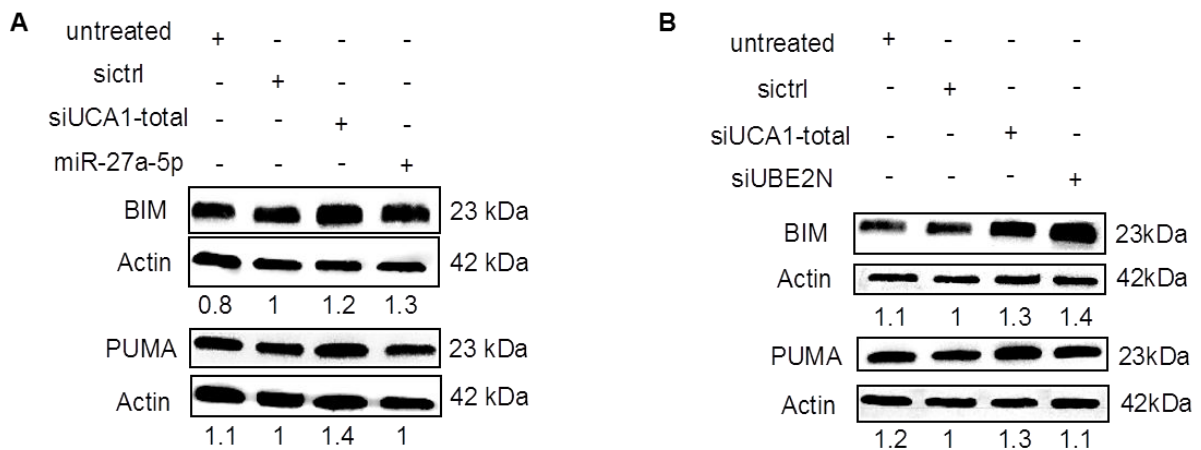 A
untreated + - - -
sictrl - + - -
siUCA1-total - - + -
miR-27a-5p - - - +
BIM 23 kDa
Actin 42 kDa
0.8 1 1.2 1.3
PUMA 23 kDa
Actin 42 kDa
1.1 1 1.4 1
B
untreated + - - -
sictrl - + - -
siUCA1-total - - + -
siUBE2N - - - +
BIM 23kDa
Actin 42kDa
1.1 1 1.3 1.4
PUMA 23kDa
Actin 42kDa
1.2 1 1.3 1.1